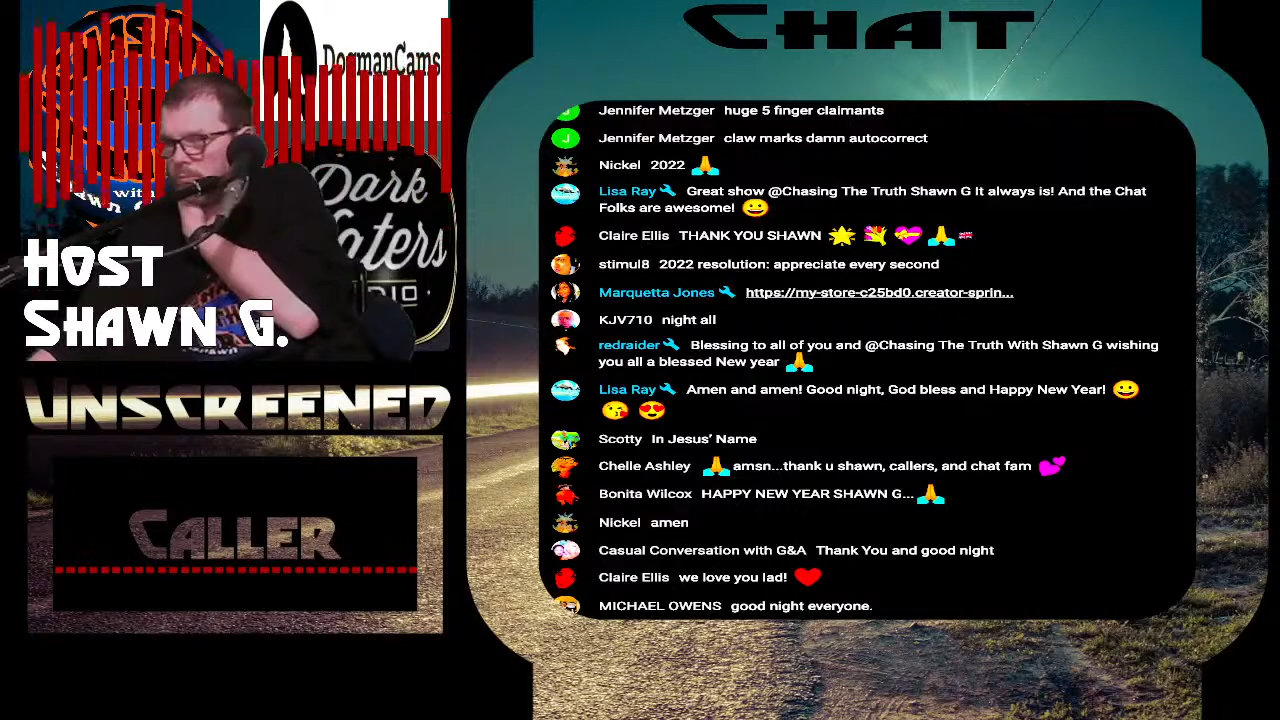 CHAT
DogmanCams
with
Dark
Waters
HOST
SHAWN G.
UNSCREENED
CALLER
Jennifer Metzger huge 5 finger claimants
J Jennifer Metzger claw marks damn autocorrect
Nickel 2022 🙏
Lisa Ray🔧 Great show @Chasing The Truth Shawn G It always is! And the Chat
Folks are awesome! 😀
Claire Ellis THANK YOU SHAWN 🌟 💐 💝 🙏 🇬🇧
stimul8 2022 resolution: appreciate every second
Marquetta Jones 🔧 https://my-store-c25bd0.creator-sprin...
KJV710 night all
redraider🔧 Blessing to all of you and @Chasing The Truth With Shawn G wishing
you all a blessed New year 🙏
Lisa Ray🔧 Amen and amen! Good night, God bless and Happy New Year! 😀
😘 😍
Scotty In Jesus’ Name
Chelle Ashley 🙏amsn...thank u shawn, callers, and chat fam 💕
Bonita Wilcox HAPPY NEW YEAR SHAWN G...🙏
Nickel amen
Casual Conversation with G&A Thank You and good night
Claire Ellis we love you lad! ❤️
MICHAEL OWENS good night everyone.